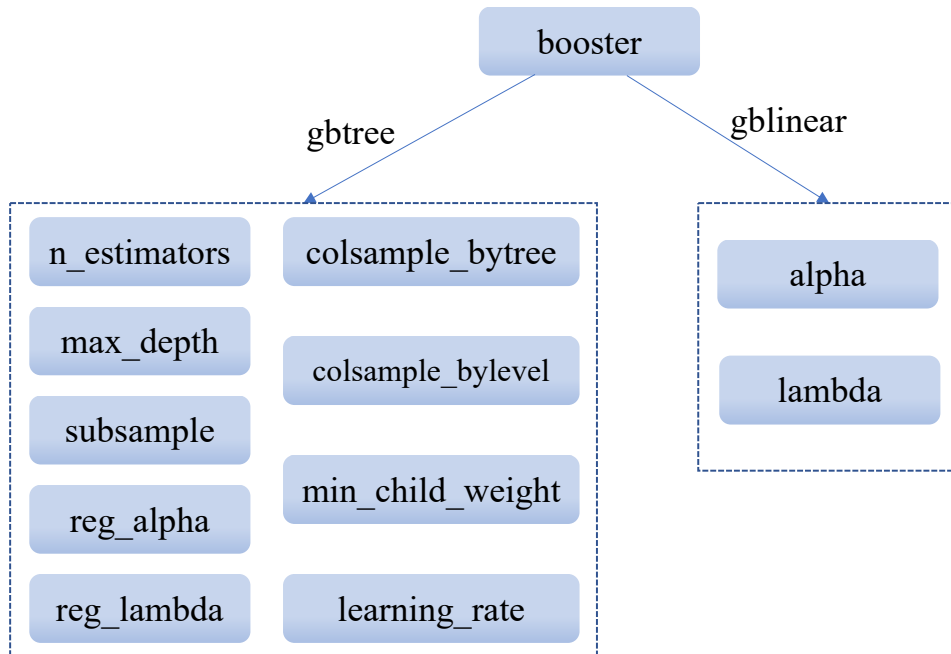 booster
gbtree
gblinear
n_estimators
max_depth
subsample
reg_alpha
reg_lambda
colsample_bytree
colsample_bylevel
min_child_weight
learning_rate
alpha
lambda